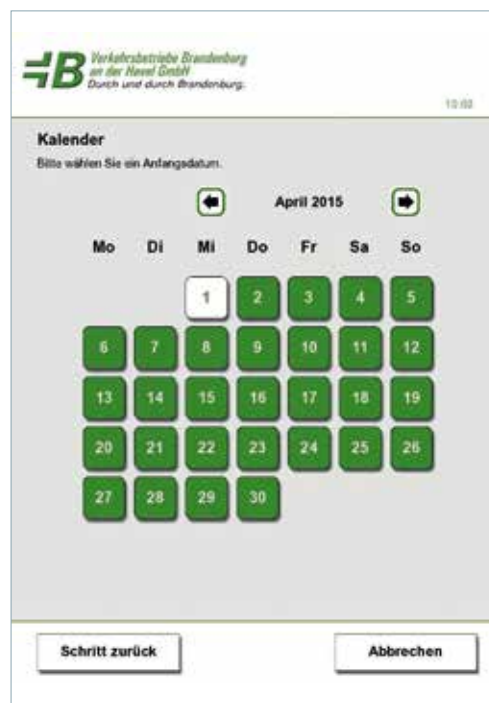 Verkehrsbetriebe Brandenburg
an der Havel GmbH
Durch und durch Brandenburg.
Kalender
Bitte wählen Sie ein Anfangsdatum.
April 2015
Mo Di Mi Do Fr Sa So
1 2 3 4 5
6 7 8 9 10 11 12
13 14 15 16 17 18 19
20 21 22 23 24 25 26
27 28 29 30
Schritt zurück Abbrechen